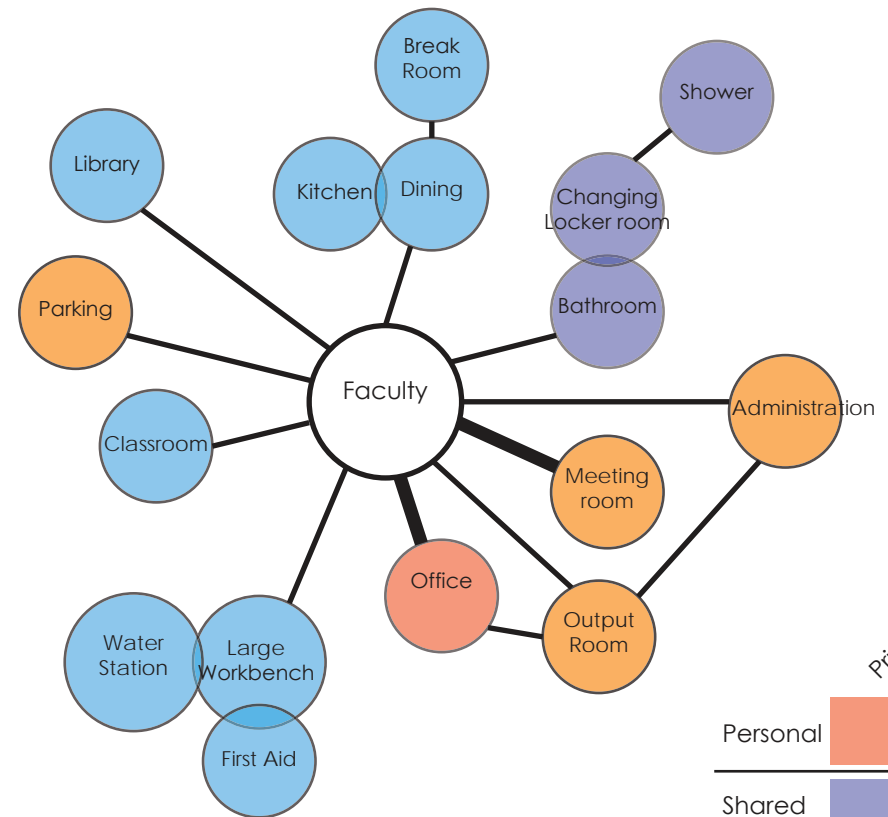 Break
Room
Shower
Library
Kitchen
Dining
Changing
Locker room
Parking
Bathroom
Faculty
Administration
Classroom
Meeting
room
Office
Output
Room
Water
Station
Large
Workbench
First Aid
Personal
Shared